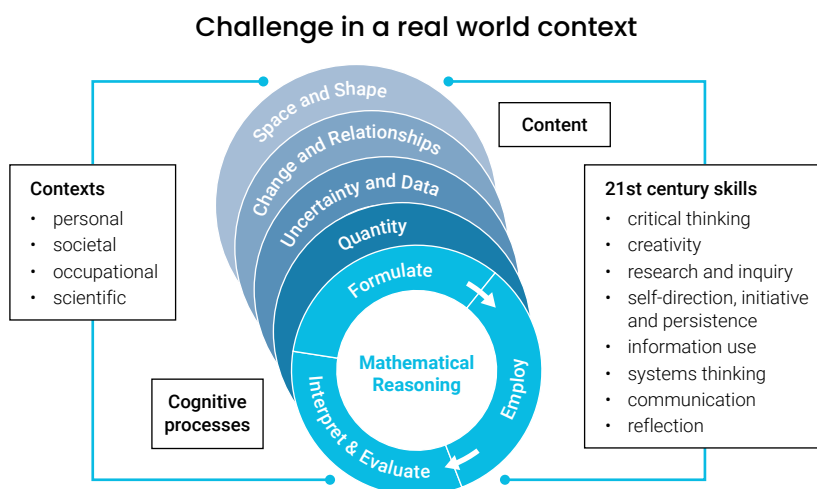 Challenge in a real world context
Space and Shape
Change and Relationships
Uncertainty and Data
Quantity
Formulate
Employ
Interpret & Evaluate
Mathematical
Reasoning
Content
Contexts
• personal
• societal
• occupational
• scientific
Cognitive
processes
21st century skills
• critical thinking
• creativity
• research and inquiry
• self-direction, initiative
and persistence
• information use
• systems thinking
• communication
• reflection